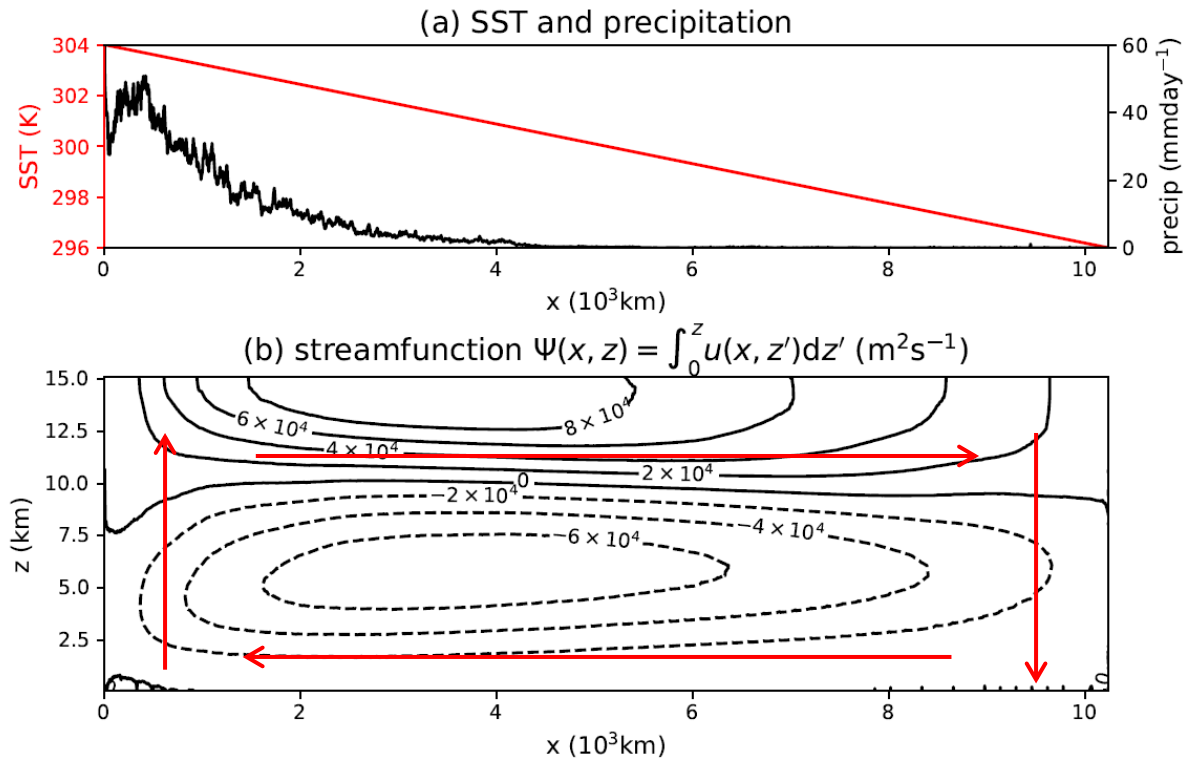 (a) SST and precipitation
304
302
300
298
296
SST (K)
60
40
20
0
precip (mmday⁻¹)
0 2 4 6 8 10
x (10³km)
(b) streamfunction Ψ(x, z) = ∫₀ᶻ u(x, z′)dz′ (m²s⁻¹)
15.0
12.5
10.0
7.5
5.0
2.5
z (km)
8 × 10⁴
6 × 10⁴
4 × 10⁴
2 × 10⁴
0
−2 × 10⁴
−4 × 10⁴
−6 × 10⁴
0
0
0 2 4 6 8 10
x (10³km)